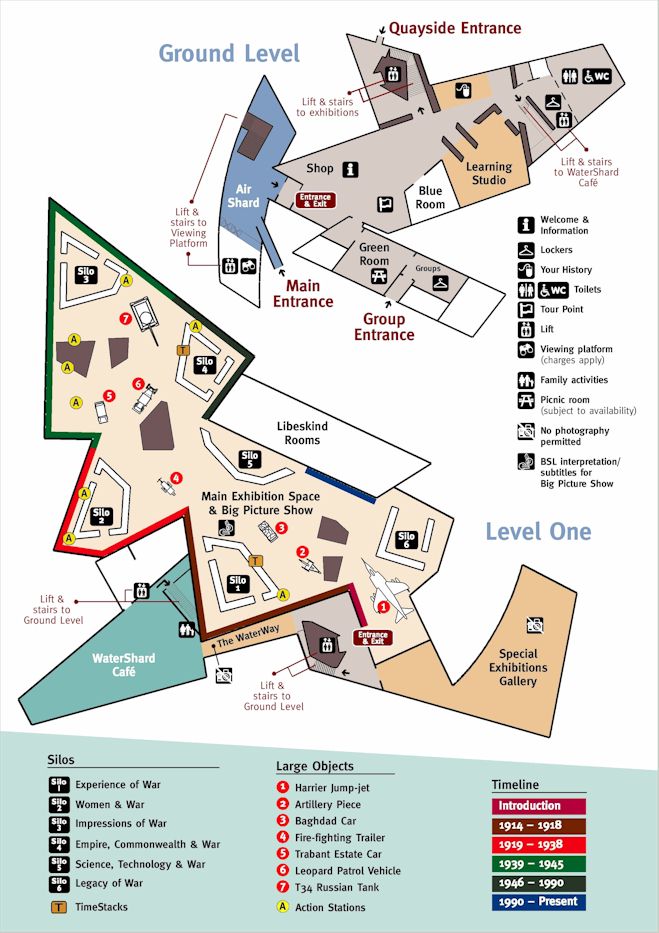 Quayside Entrance
Ground Level
Lift & stairs
to exhibitions
WC
Lift & stairs
to WaterShard
Café
Shop
i
Learning
Studio
Blue
Room
Air
Shard
Entrance
& Exit
Lift &
stairs to
Viewing
Platform
Green
Room
Groups
Main
Entrance
Group
Entrance
i
Welcome &
Information
Lockers
Your History
WC
Toilets
Tour Point
Lift
Viewing platform
(charges apply)
Family activities
Picnic room
(subject to availability)
No photography
permitted
BSL interpretation/
subtitles for
Big Picture Show
Silo
3
A
7
A
T
Silo
4
A
A
A
6
5
Libeskind
Rooms
Silo
5
4
Main Exhibition Space
& Big Picture Show
A
Silo
2
A
3
Silo
6
2
T
Silo
1
A
1
Level One
Lift &
stairs to
Ground Level
Entrance
& Exit
The WaterWay
WaterShard
Café
Lift &
stairs to
Ground Level
Special
Exhibitions
Gallery
Silos
Silo
1
Experience of War
Silo
2
Women & War
Silo
3
Impressions of War
Silo
4
Empire, Commonwealth & War
Silo
5
Science, Technology & War
Silo
6
Legacy of War
T
TimeStacks
Large Objects
1 Harrier Jump-jet
2 Artillery Piece
3 Baghdad Car
4 Fire-fighting Trailer
5 Trabant Estate Car
6 Leopard Patrol Vehicle
7 T34 Russian Tank
A Action Stations
Timeline
Introduction
1914 – 1918
1919 – 1938
1939 – 1945
1946 – 1990
1990 – Present